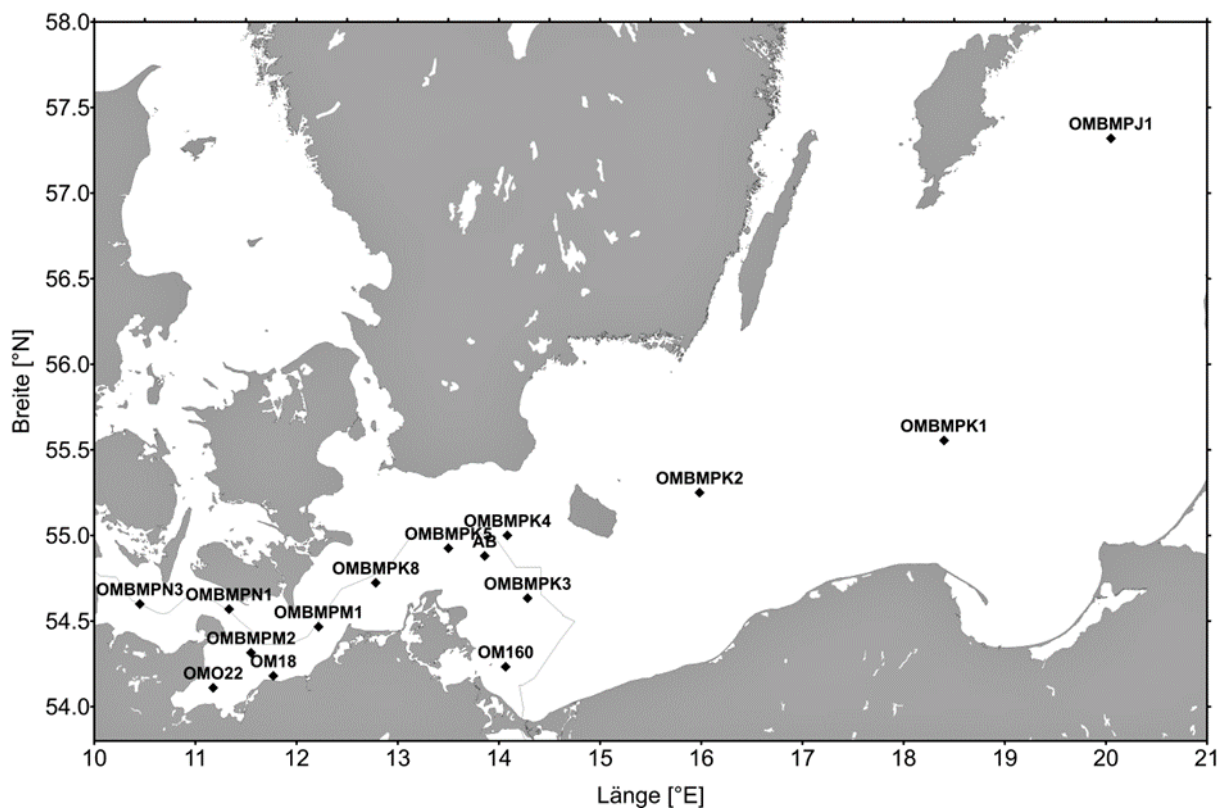 58.0
57.5
57.0
56.5
56.0
55.5
55.0
54.5
54.0
Breite [°N]
OMBMPJ1
OMBMPK1
OMBMPK2
OMBMPK4
OMBMPK5
AB
OMBMPK8
OMBMPK3
OMBMPN3
OMBMPN1
OMBMPM1
OMBMPM2
OM18
OM160
OMO22
10 11 12 13 14 15 16 17 18 19 20 21
Länge [°E]